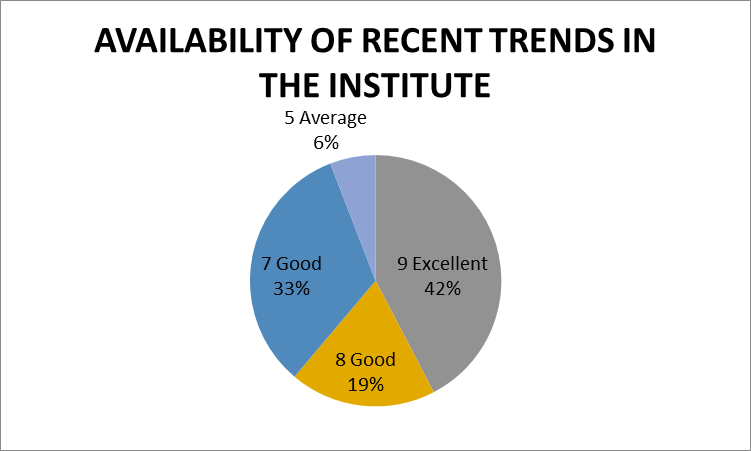 AVAILABILITY OF RECENT TRENDS IN
THE INSTITUTE
5 Average
6%
7 Good
33%
9 Excellent
42%
8 Good
19%